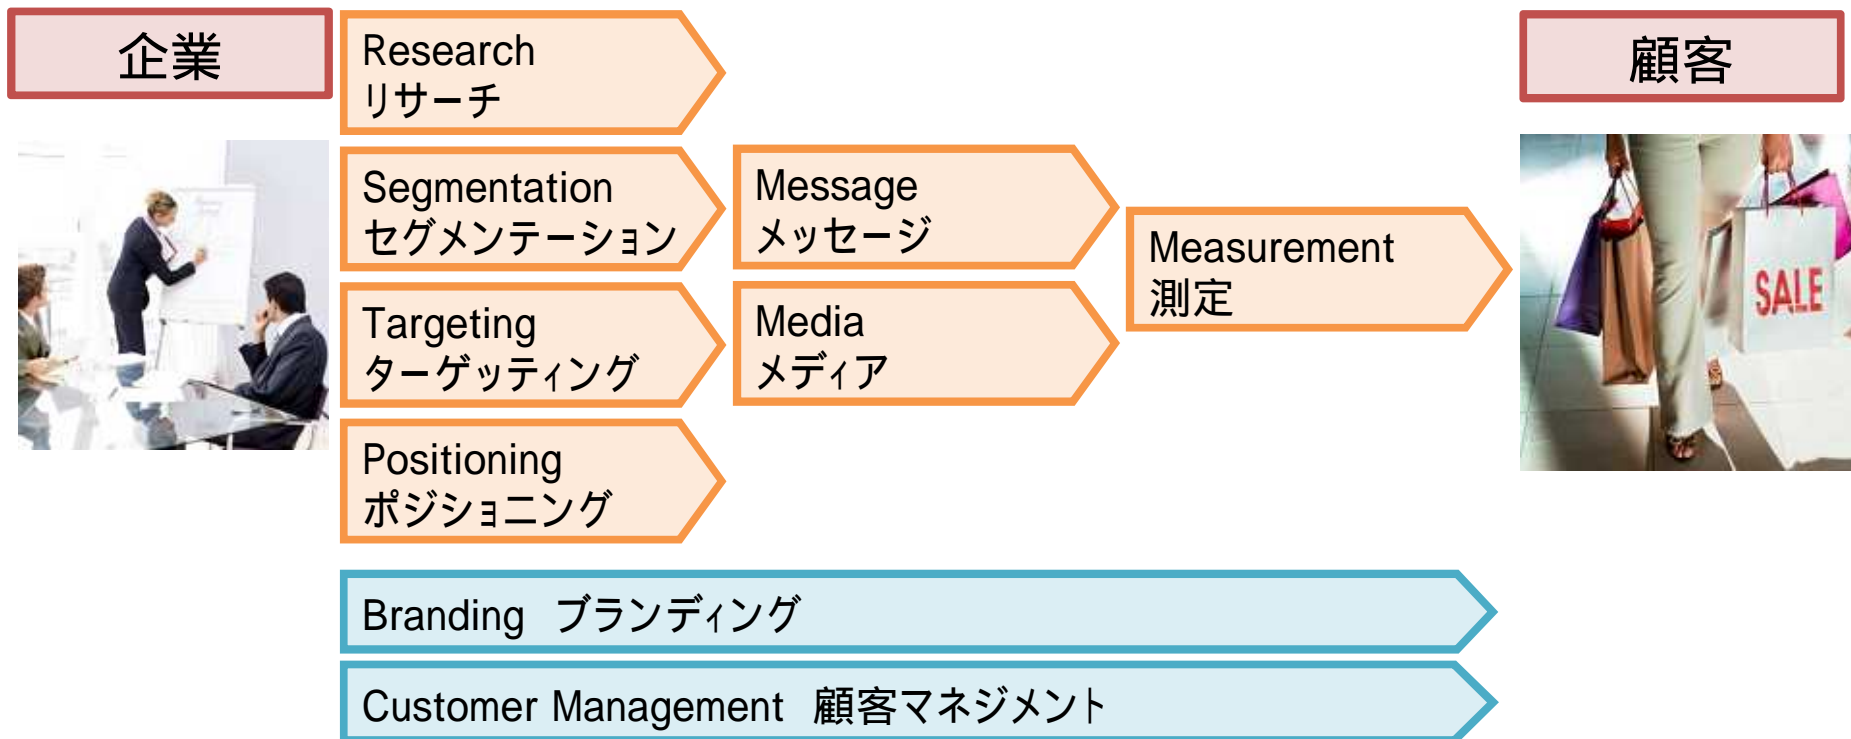 企業
Research
リサーチ
Segmentation
セグメンテーション
Targeting
ターゲッティング
Positioning
ポジショニング
Message
メッセージ
Media
メディア
Measurement
測定
顧客
SALE
Branding ブランディング
Customer Management 顧客マネジメント